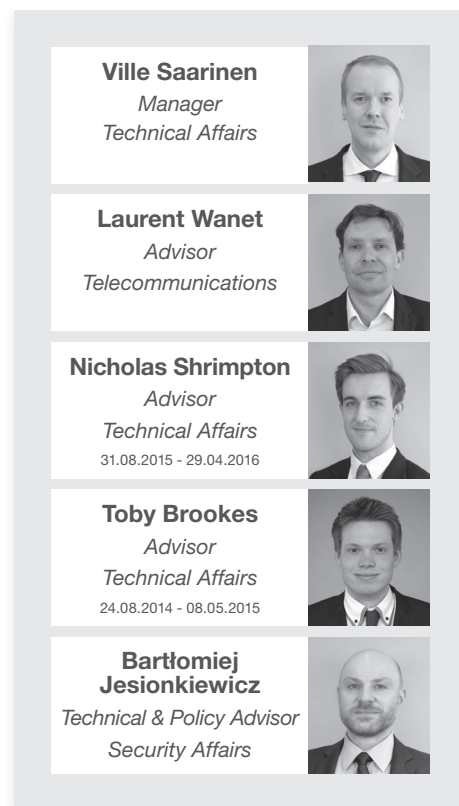 Ville Saarinen
Manager
Technical Affairs
Laurent Wanet
Advisor
Telecommunications
Nicholas Shrimpton
Advisor
Technical Affairs
31.08.2015 - 29.04.2016
Toby Brookes
Advisor
Technical Affairs
24.08.2014 - 08.05.2015
Bartłomiej
Jesionkiewicz
Technical & Policy Advisor
Security Affairs